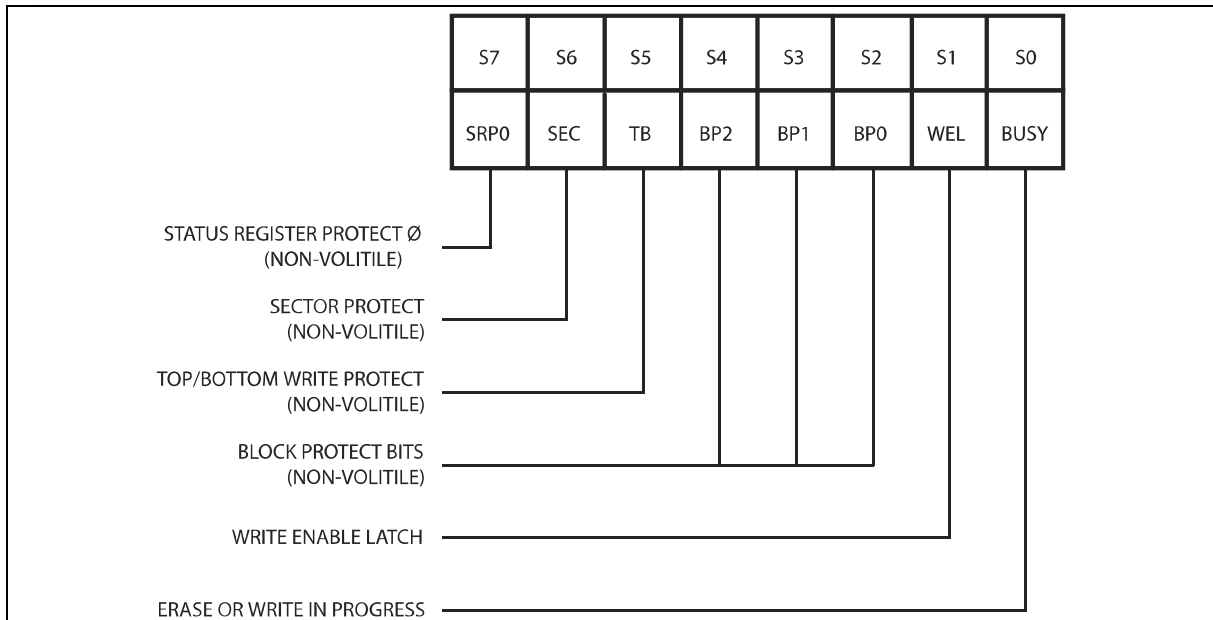 S7 S6 S5 S4 S3 S2 S1 S0
SRP0 SEC TB BP2 BP1 BP0 WEL BUSY
STATUS REGISTER PROTECT Ø
(NON-VOLITILE)
SECTOR PROTECT
(NON-VOLITILE)
TOP/BOTTOM WRITE PROTECT
(NON-VOLITILE)
BLOCK PROTECT BITS
(NON-VOLITILE)
WRITE ENABLE LATCH
ERASE OR WRITE IN PROGRESS